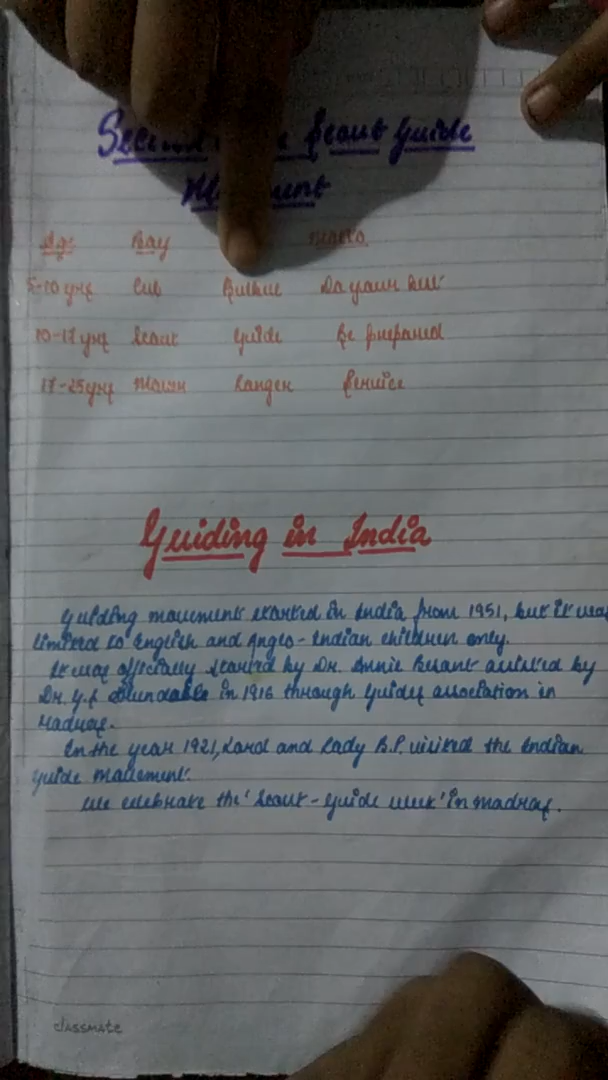 Scout Guide
Age Boy Motto
5-10 yrs Cub Bulbul Do your best
10-17 yrs Scout Guide Be prepared
17-25 yrs Rover Ranger Service
Guiding in India
Guiding movement started in India from 1951, but it was
limited to English and Anglo-Indian children only.
It was officially started by Dr. Annie Besant assisted by
Dr. G.S in 1916 through guides association in
Madras.
In the year 1921, Lord and Lady B.P. visited the Indian
guide movement.
We celebrate the 'Scout-Guide week' in Madras.
classmate